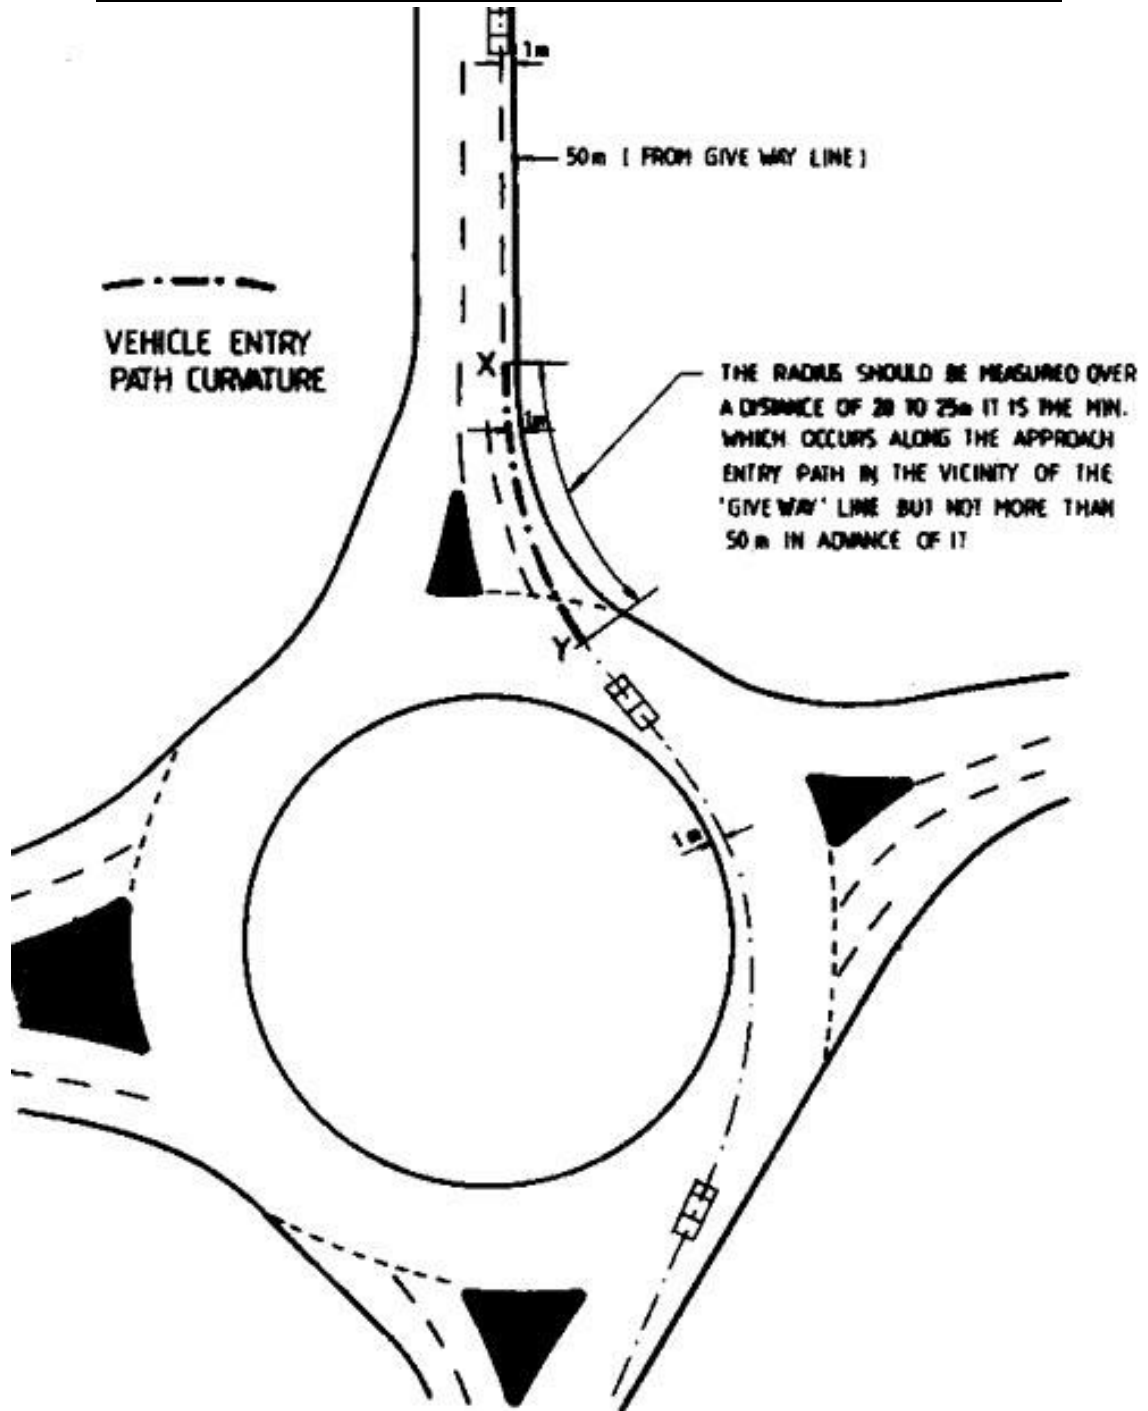 1m
50m ( FROM GIVE WAY LINE )
VEHICLE ENTRY
PATH CURVATURE
X
THE RADIUS SHOULD BE MEASURED OVER
A DISTANCE OF 20 TO 25m IT IS THE MIN.
WHICH OCCURS ALONG THE APPROACH
ENTRY PATH IN THE VICINITY OF THE
'GIVE WAY' LINE BUT NOT MORE THAN
50 m IN ADVANCE OF IT
1m
Y
1m